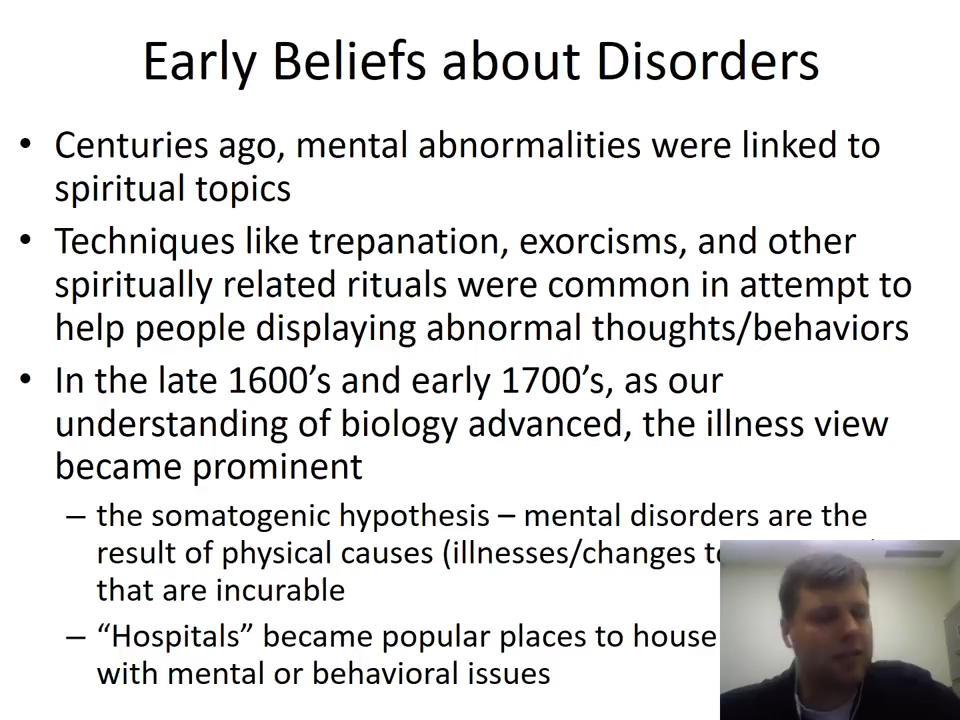 Early Beliefs about Disorders
• Centuries ago, mental abnormalities were linked to
spiritual topics
• Techniques like trepanation, exorcisms, and other
spiritually related rituals were common in attempt to
help people displaying abnormal thoughts/behaviors
• In the late 1600’s and early 1700’s, as our
understanding of biology advanced, the illness view
became prominent
– the somatogenic hypothesis – mental disorders are the
result of physical causes (illnesses/changes
that are incurable
– “Hospitals” became popular places to house
with mental or behavioral issues